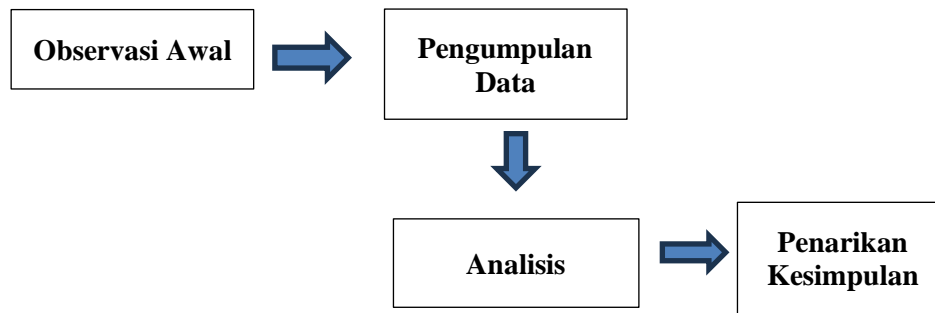 Observasi Awal
Pengumpulan
Data
Analisis
Penarikan
Kesimpulan